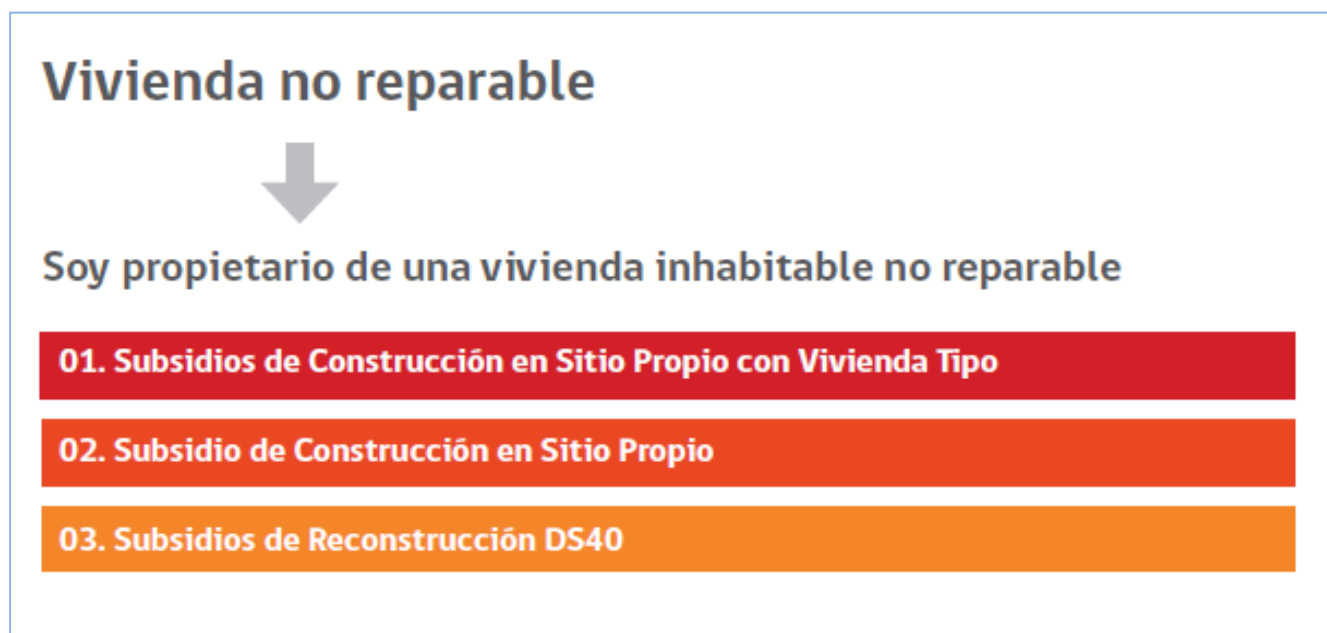 Vivienda no reparable
Soy propietario de una vivienda inhabitable no reparable
01. Subsidios de Construcción en Sitio Propio con Vivienda Tipo
02. Subsidio de Construcción en Sitio Propio
03. Subsidios de Reconstrucción DS40